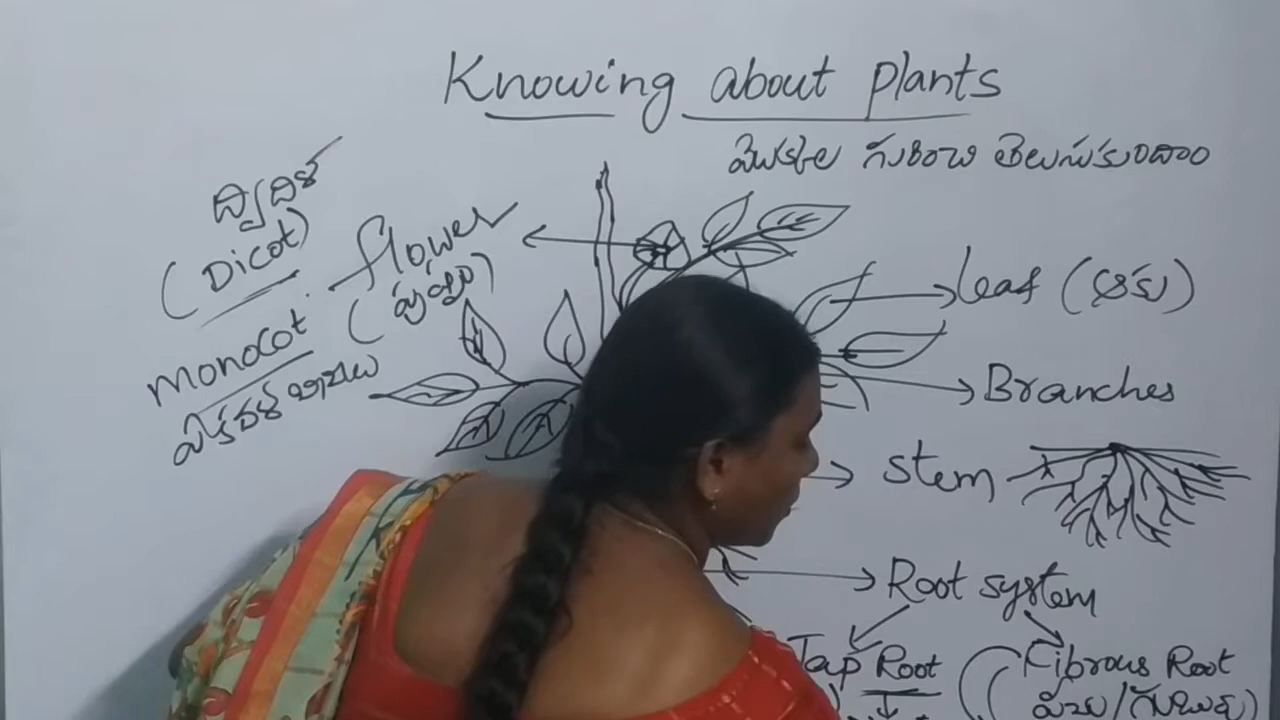 Knowing about plants
మొక్కల గురించి తెలుసుకుందాం
ద్విదళ
(Dicot)
Monocot
ఏకదళ బీజాలు
flower
(పువ్వు)
leaf (ఆకు)
Branches
Stem
Root system
Tap Root
Fibrous Root